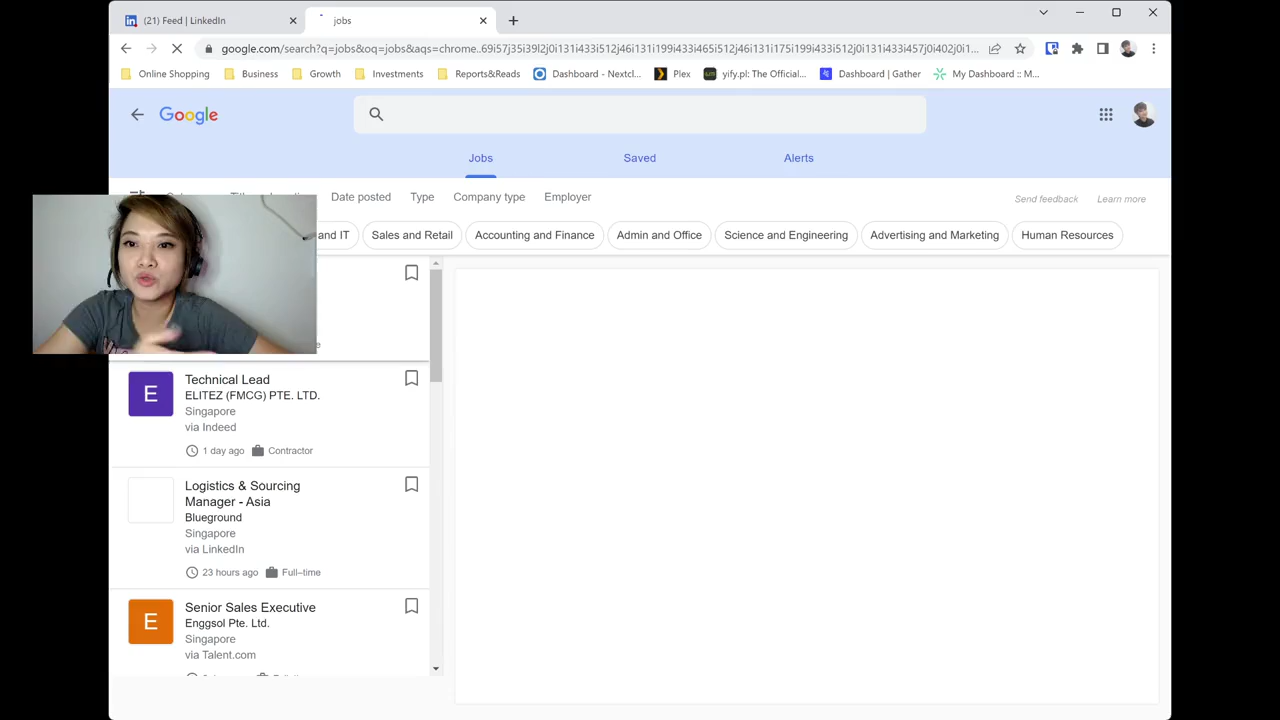 (21) Feed | LinkedIn
jobs
google.com/search?q=jobs&oq=jobs&aqs=chrome..69i57j35i39l2j0i131i433i512j46i131i199i433i465i512j46i131i175i199i433i512j0i131i433i457j0i402j0i1...
Online Shopping
Business
Growth
Investments
Reports&Reads
Dashboard - Nextcl...
Plex
yify.pl: The Official...
Dashboard | Gather
My Dashboard :: M...
Google
Jobs
Saved
Alerts
Date posted
Type
Company type
Employer
Send feedback
Learn more
and IT
Sales and Retail
Accounting and Finance
Admin and Office
Science and Engineering
Advertising and Marketing
Human Resources
E
Technical Lead
ELITEZ (FMCG) PTE. LTD.
Singapore
via Indeed
1 day ago
Contractor
Logistics & Sourcing
Manager - Asia
Blueground
Singapore
via LinkedIn
23 hours ago
Full–time
E
Senior Sales Executive
Enggsol Pte. Ltd.
Singapore
via Talent.com